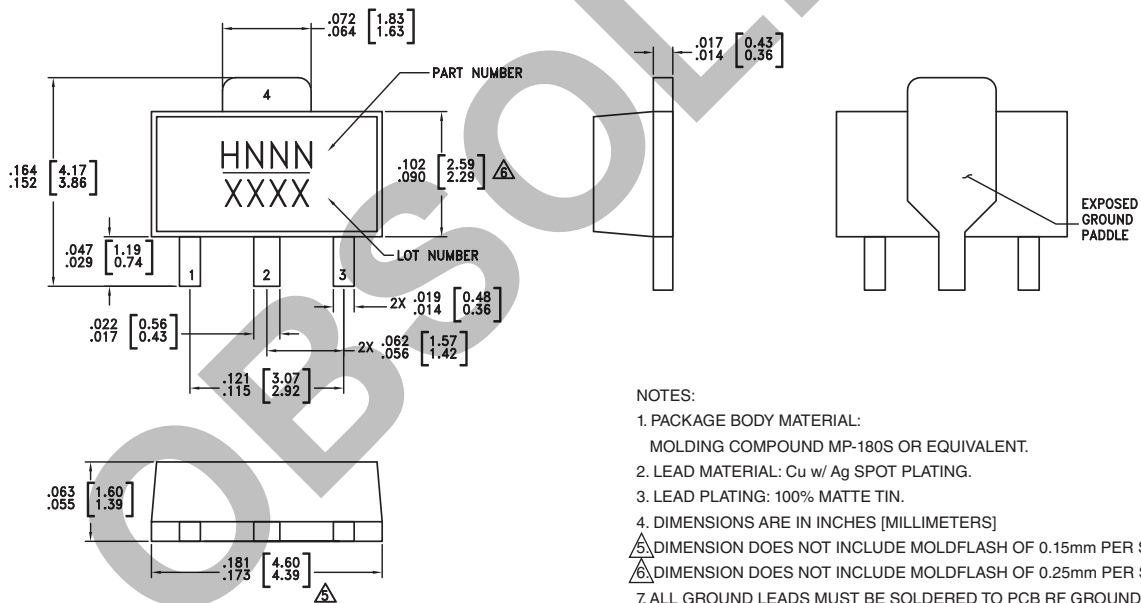 .072 [1.83]
.064 [1.63]
.017 [0.43]
.014 [0.36]
PART NUMBER
4
HNNN
XXXX
.164 [4.17]
.152 [3.86]
.102 [2.59]
.090 [2.29] 6
EXPOSED
GROUND
PADDLE
.047 [1.19]
.029 [0.74]
LOT NUMBER
1 2 3
2X .019 [0.48]
.014 [0.36]
.022 [0.56]
.017 [0.43]
2X .062 [1.57]
.056 [1.42]
.121 [3.07]
.115 [2.92]
.063 [1.60]
.055 [1.39]
.181 [4.60]
.173 [4.39] 5
NOTES:
1. PACKAGE BODY MATERIAL:
MOLDING COMPOUND MP-180S OR EQUIVALENT.
2. LEAD MATERIAL: Cu w/ Ag SPOT PLATING.
3. LEAD PLATING: 100% MATTE TIN.
4. DIMENSIONS ARE IN INCHES [MILLIMETERS]
5. DIMENSION DOES NOT INCLUDE MOLDFLASH OF 0.15mm PER
6. DIMENSION DOES NOT INCLUDE MOLDFLASH OF 0.25mm PER
7. ALL GROUND LEADS MUST BE SOLDERED TO PCB RF GROUND